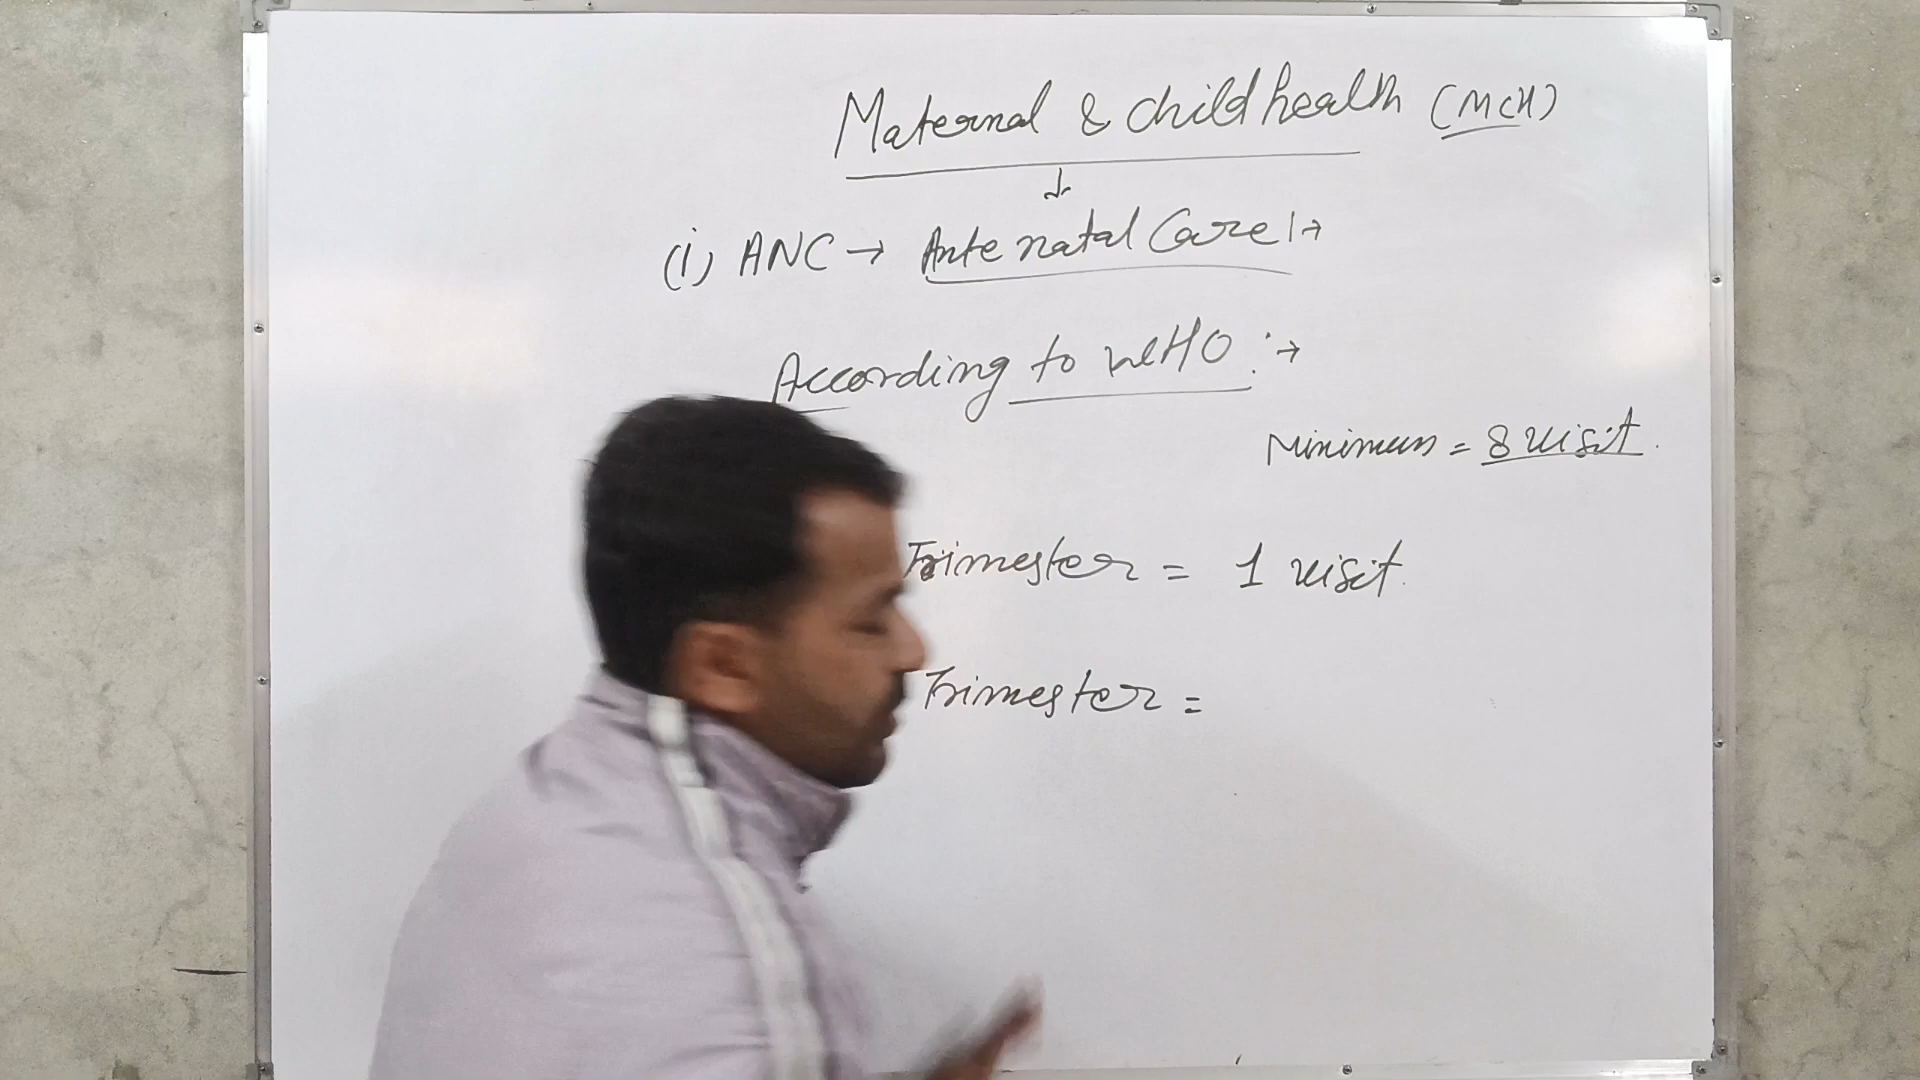 Maternal & Child health (MCH)
(i) ANC → Ante natal Care |→
According to WHO :→
Minimum = 8 visit.
Trimester = 1 visit.
Trimester =